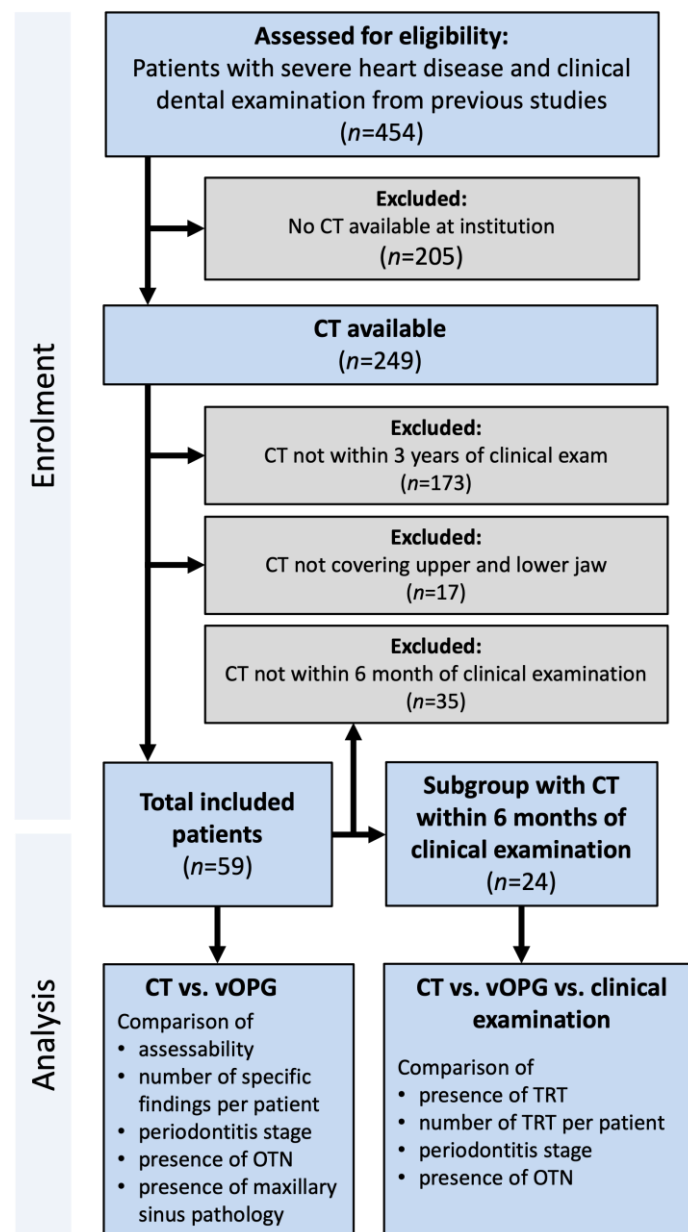 Enrolment
Assessed for eligibility:
Patients with severe heart disease and clinical
dental examination from previous studies
(n=454)
Excluded:
No CT available at institution
(n=205)
CT available
(n=249)
Excluded:
CT not within 3 years of clinical exam
(n=173)
Excluded:
CT not covering upper and lower jaw
(n=17)
Excluded:
CT not within 6 month of clinical examination
(n=35)
Total included
patients
(n=59)
Subgroup with CT
within 6 months of
clinical examination
(n=24)
Analysis
CT vs. vOPG
Comparison of
• assessability
• number of specific
findings per patient
• periodontitis stage
• presence of OTN
• presence of maxillary
sinus pathology
CT vs. vOPG vs. clinical
examination
Comparison of
• presence of TRT
• number of TRT per patient
• periodontitis stage
• presence of OTN